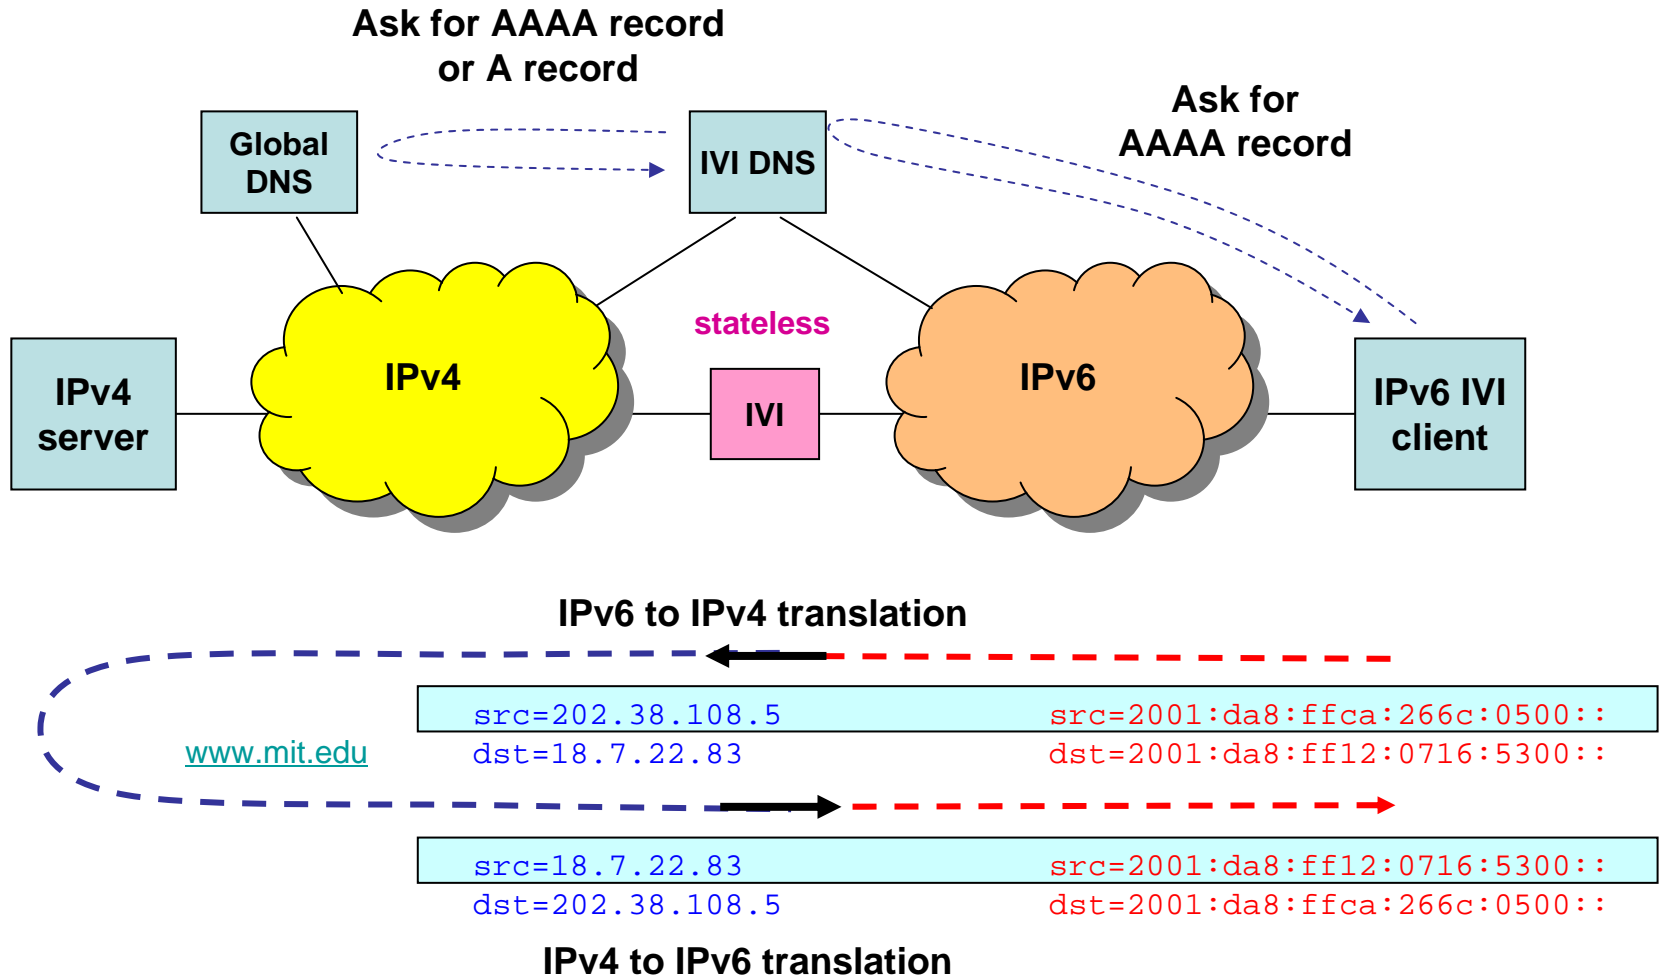 Ask for AAAA record
or A record
Ask for
AAAA record
Global
DNS
IVI DNS
stateless
IPv4
server
IPv4
IVI
IPv6
IPv6 IVI
client
IPv6 to IPv4 translation
src=202.38.108.5 src=2001:da8:ffca:266c:0500::
www.mit.edu dst=18.7.22.83 dst=2001:da8:ff12:0716:5300::
src=18.7.22.83 src=2001:da8:ff12:0716:5300::
dst=202.38.108.5 dst=2001:da8:ffca:266c:0500::
IPv4 to IPv6 translation